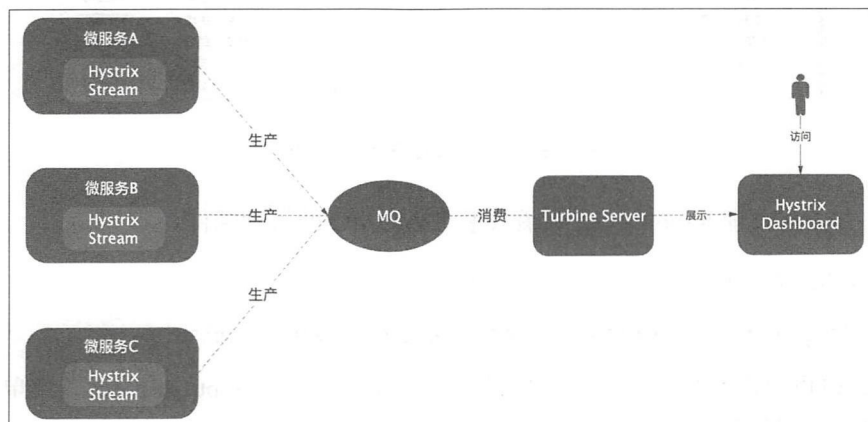 微服务A
Hystrix
Stream
生产
微服务B
Hystrix
Stream
生产
MQ
消费
Turbine Server
展示
访问
Hystrix
Dashboard
生产
微服务C
Hystrix
Stream